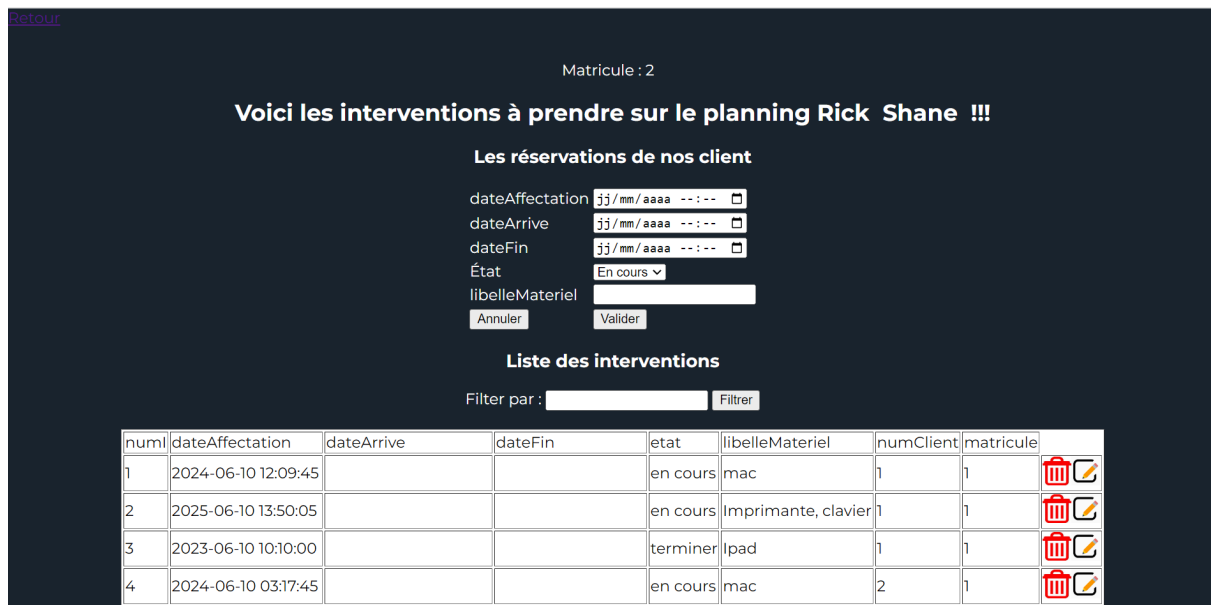 Retour
Matricule : 2
Voici les interventions à prendre sur le planning Rick Shane !!!
Les réservations de nos client
dateAffectation jj/mm/aaaa --:--
dateArrive jj/mm/aaaa --:--
dateFin jj/mm/aaaa --:--
État En cours
libelleMateriel
Annuler Valider
Liste des interventions
Filter par : Filtrer
numI dateAffectation dateArrive dateFin etat libelleMateriel numClient matricule
1 2024-06-10 12:09:45 en cours mac 1 1
2 2025-06-10 13:50:05 en cours Imprimante, clavier 1 1
3 2023-06-10 10:10:00 terminer Ipad 1 1
4 2024-06-10 03:17:45 en cours mac 2 1